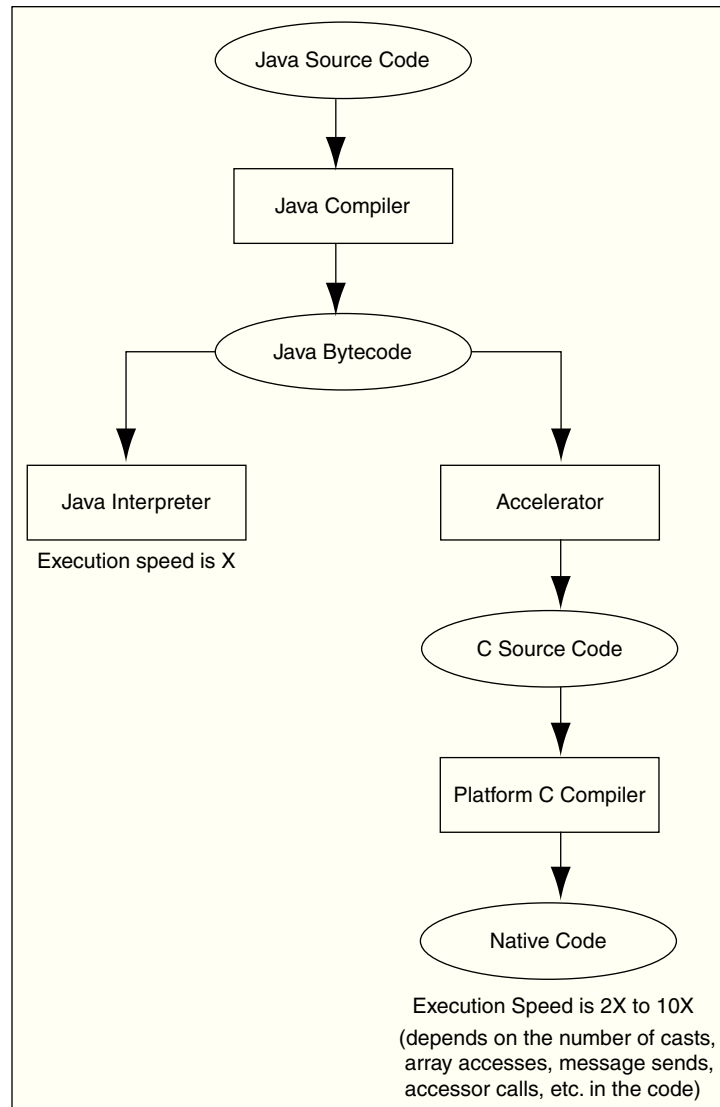 Java Source Code
Java Compiler
Java Bytecode
Java Interpreter
Execution speed is X
Accelerator
C Source Code
Platform C Compiler
Native Code
Execution Speed is 2X to 10X
(depends on the number of casts,
array accesses, message sends,
accessor calls, etc. in the code)